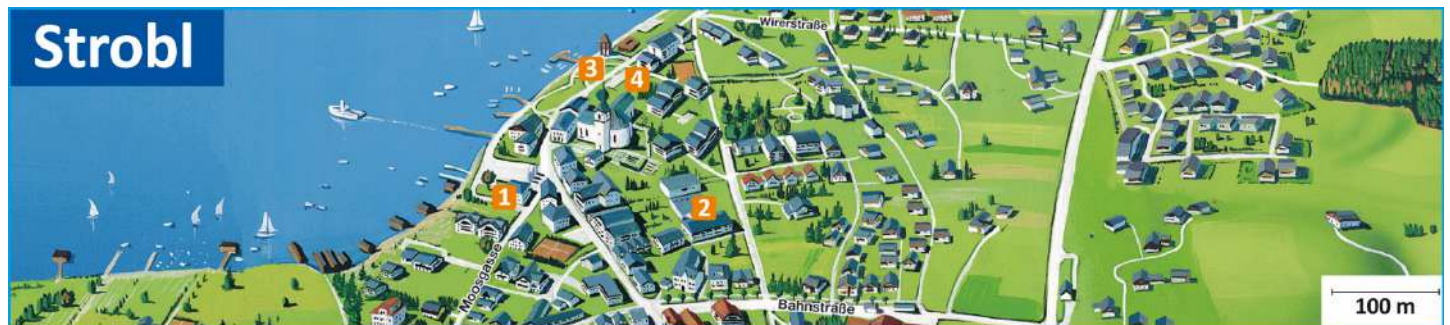 Strobl
Wirerstraße
3
4
1
2
Moosgasse
Bahnstraße
100 m